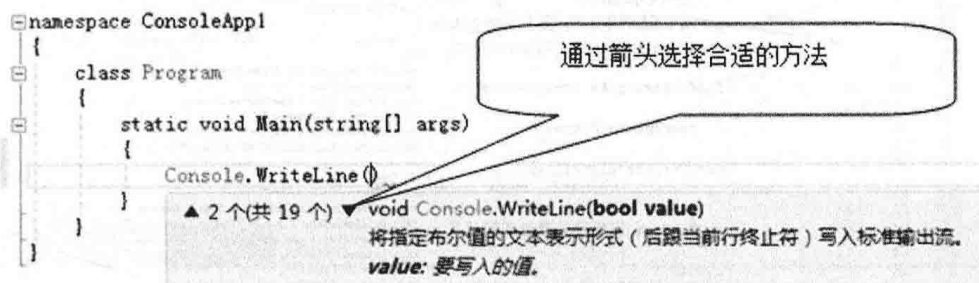 namespace ConsoleApp1
{
通过箭头选择合适的方法
class Program
{
static void Main(string[] args)
{
Console.WriteLine()
▲ 2 个(共 19 个) ▼ void Console.WriteLine(bool value)
将指定布尔值的文本表示形式(后跟当前行终止符)写入标准输出流。
value: 要写入的值。
}
}
}